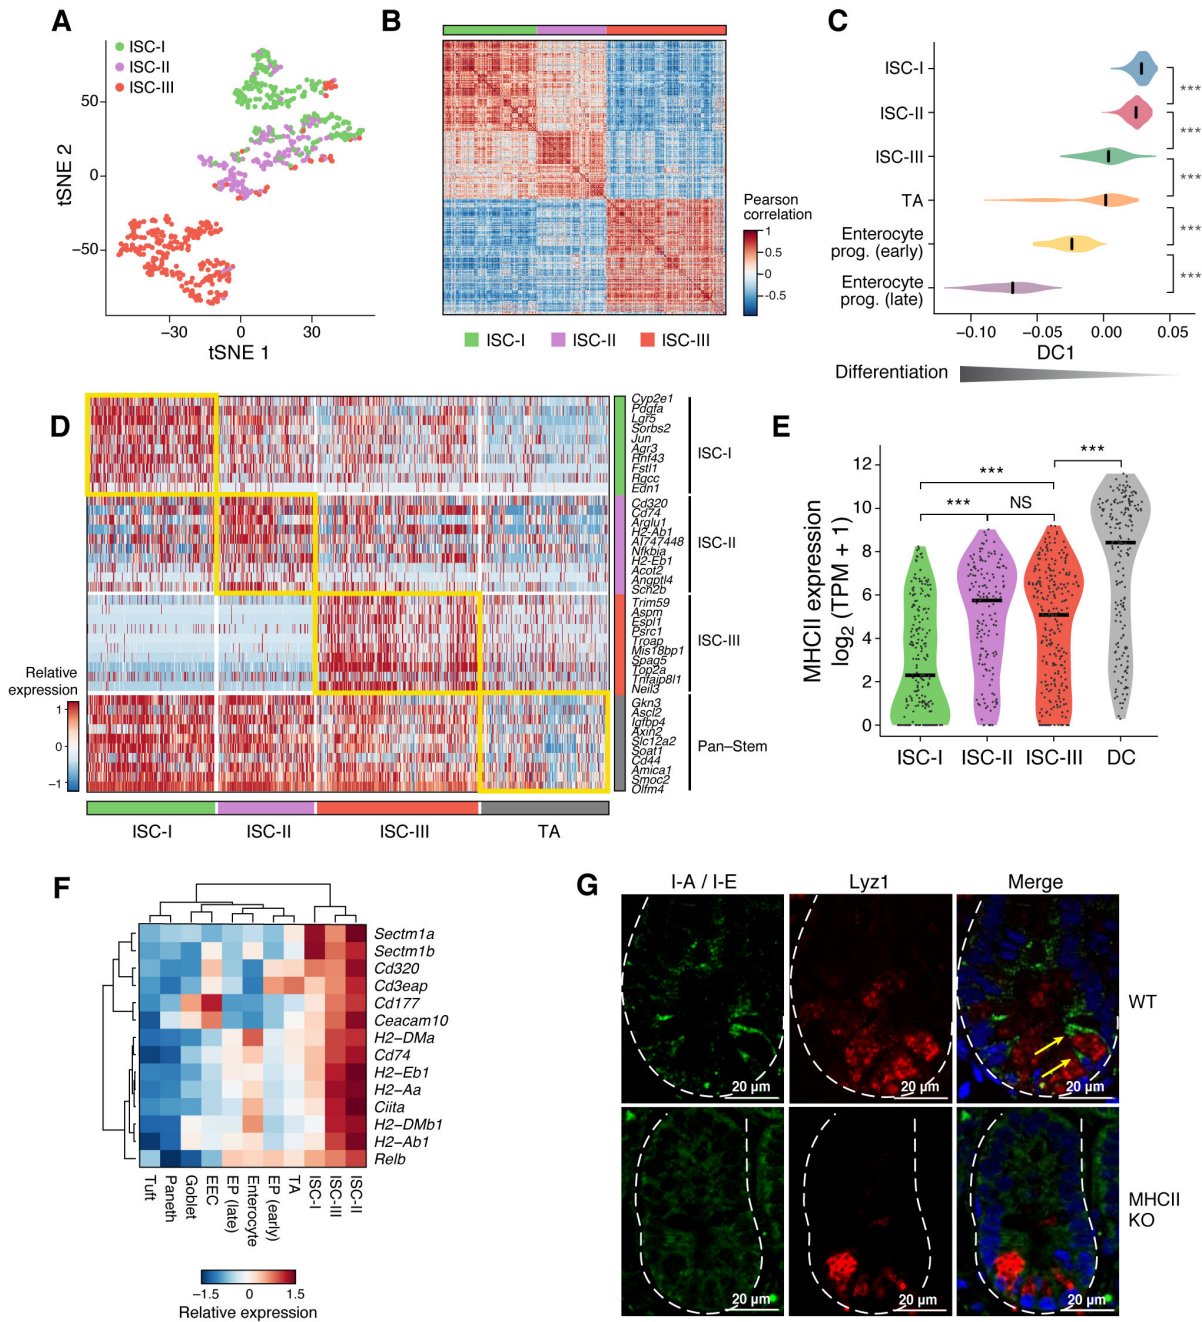 A
ISC-I
ISC-II
ISC-III
50
0
−50
tSNE 2
−30
0
30
tSNE 1
B
Pearson
correlation
1
0.5
0
−0.5
ISC-I
ISC-II
ISC-III
C
ISC-I
ISC-II
ISC-III
TA
Enterocyte
prog. (early)
Enterocyte
prog. (late)
***
***
***
***
***
−0.10
−0.05
0.00
0.05
DC1
Differentiation
D
Cyp2e1
Pdgfa
Lgr5
Sorbs2
Jun
Agr3
Rnf43
Fstl1
Rgcc
Edn1
ISC-I
Cd320
Cd74
Arglu1
H2-Ab1
AI747448
Nfkbia
H2-Eb1
Acot2
Angptl4
Sch2b
ISC-II
Trim59
Aspm
Espl1
Psrc1
Troap
Mis18bp1
Spag5
Top2a
Tnfaip8l1
Neil3
ISC-III
Gkn3
Ascl2
Igfbp4
Axin2
Slc12a2
Soat1
Cd44
Amica1
Smoc2
Olfm4
Pan–Stem
Relative
expression
1
0
−1
ISC-I
ISC-II
ISC-III
TA
E
MHCII expression
log2 (TPM + 1)
12
10
8
6
4
2
0
***
***
NS
***
ISC-I
ISC-II
ISC-III
DC
F
Sectm1a
Sectm1b
Cd320
Cd3eap
Cd177
Ceacam10
H2−DMa
Cd74
H2−Eb1
H2−Aa
Ciita
H2−DMb1
H2−Ab1
Relb
Tuft
Paneth
Goblet
EEC
EP (late)
Enterocyte
EP (early)
TA
ISC-I
ISC-III
ISC-II
−1.5
0
1.5
Relative expression
G
I-A / I-E
Lyz1
Merge
WT
20 µm
20 µm
20 µm
MHCII
KO
20 µm
20 µm
20 µm